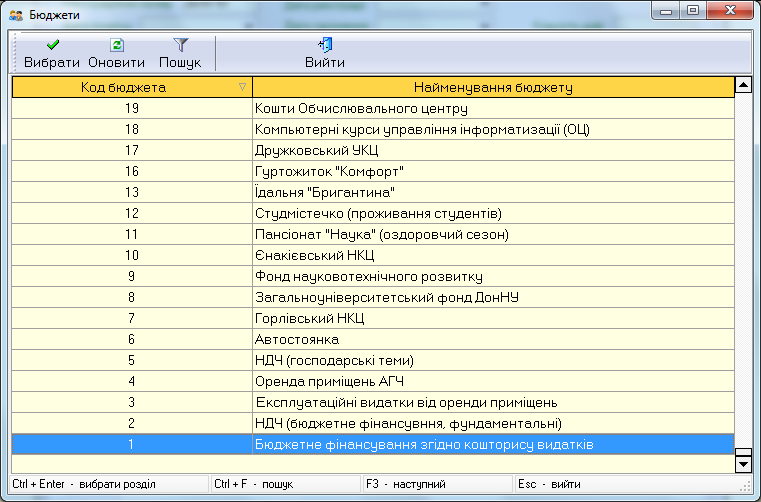 Бюджети
Вибрати Оновити Пошук Вийти
Код бюджета Найменування бюджету
19 Кошти Обчислювального центру
18 Компьютерні курси управління інформатизації (ОЦ)
17 Дружковський УКЦ
16 Гуртожиток "Комфорт"
13 Їдальня "Бригантина"
12 Студмістечко (проживання студентів)
11 Пансіонат "Наука" (оздоровчий сезон)
10 Єнакієвський НКЦ
9 Фонд науковотехнічного розвитку
8 Загальноуніверситетський фонд ДонНУ
7 Горлівський НКЦ
6 Автостоянка
5 НДЧ (господарські теми)
4 Оренда приміщень АГЧ
3 Експлуатаційні видатки від оренди приміщень
2 НДЧ (бюджетне фінансувння, фундаментальні)
1 Бюджетне фінансування згідно кошторису видатків
Ctrl + Enter - вибрати розділ Ctrl + F - пошук F3 - наступний Esc - вийти